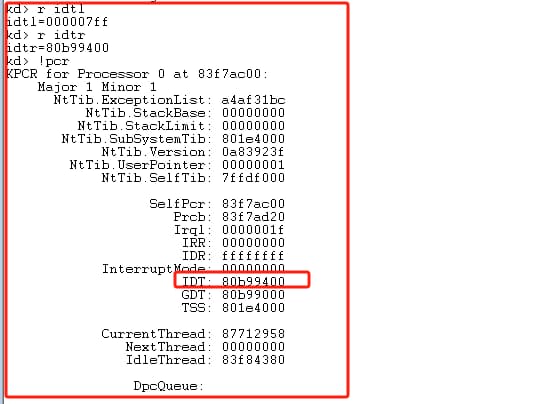 kd> r idtl
idtl=000007ff
kd> r idtr
idtr=80b99400
kd> !pcr
KPCR for Processor 0 at 83f7ac00:
Major 1 Minor 1
NtTib.ExceptionList: a4af31bc
NtTib.StackBase: 00000000
NtTib.StackLimit: 00000000
NtTib.SubSystemTib: 801e4000
NtTib.Version: 0a83923f
NtTib.UserPointer: 00000001
NtTib.SelfTib: 7ffdf000
SelfPcr: 83f7ac00
Prcb: 83f7ad20
Irql: 0000001f
IRR: 00000000
IDR: ffffffff
InterruptMode: 00000000
IDT: 80b99400
GDT: 80b99000
TSS: 801e4000
CurrentThread: 87712958
NextThread: 00000000
IdleThread: 83f84380
DpcQueue: